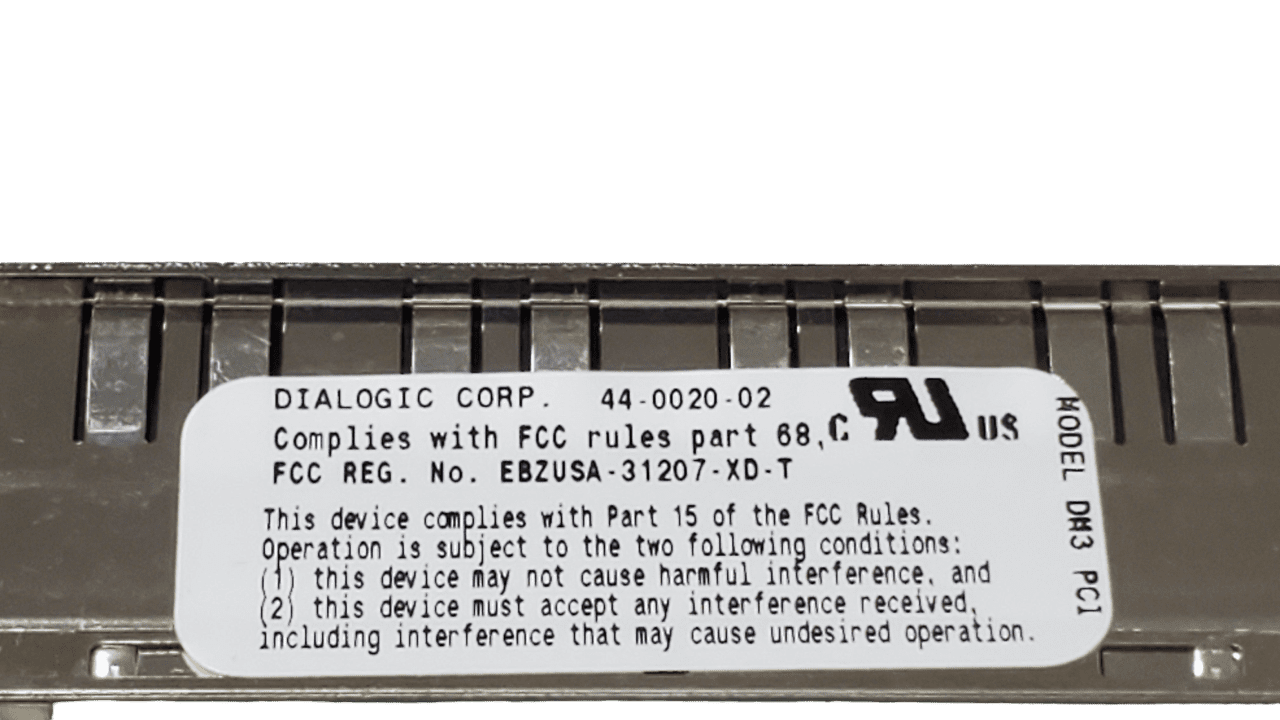 DIALOGIC CORP. 44-0020-02
Complies with FCC rules part 68,
C RU US
FCC REG. No. EBZUSA-31207-XD-T
This device complies with Part 15 of the FCC Rules.
Operation is subject to the two following conditions:
(1) this device may not cause harmful interference, and
(2) this device must accept any interference received,
including interference that may cause undesired operation.
MODEL DM3 PCI